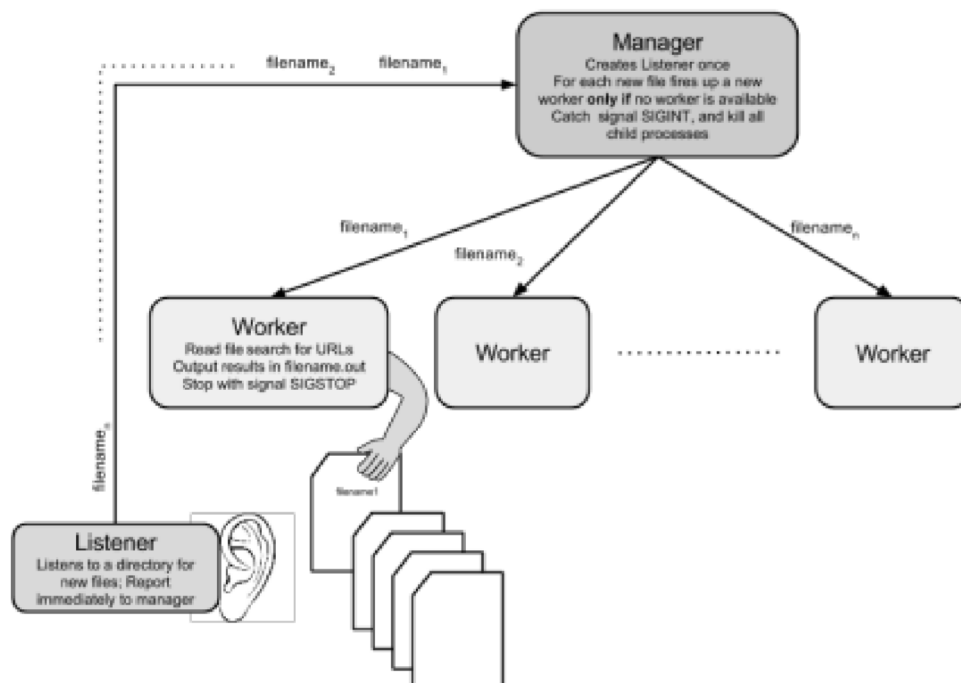 Manager
Creates Listener once
For each new file fires up a new
worker only if no worker is available
Catch signal SIGINT, and kill all
child processes
filename2
filename1
filename1
filename2
filenamen
Worker
Read file search for URLs
Output results in filename.out
Stop with signal SIGSTOP
Worker
Worker
filenamen
filename1
Listener
Listens to a directory for
new files; Report
immediately to manager